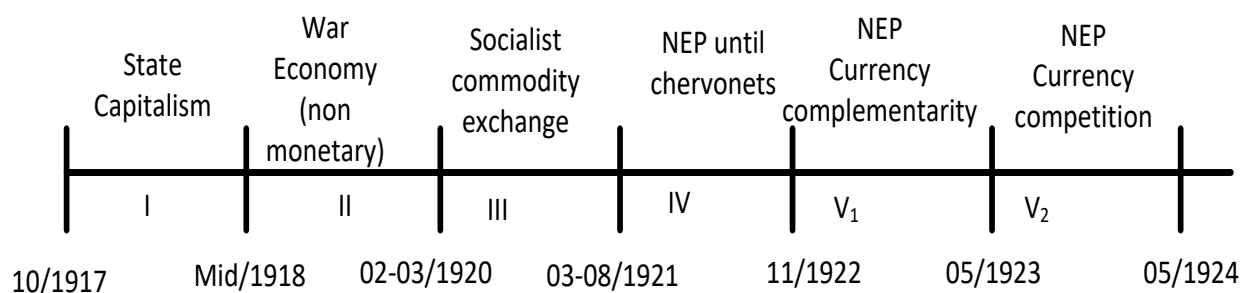 State
Capitalism
War
Economy
(non
monetary)
Socialist
commodity
exchange
NEP until
chervonets
NEP
Currency
complementarity
NEP
Currency
competition
I
II
III
IV
V₁
V₂
10/1917
Mid/1918
02-03/1920
03-08/1921
11/1922
05/1923
05/1924